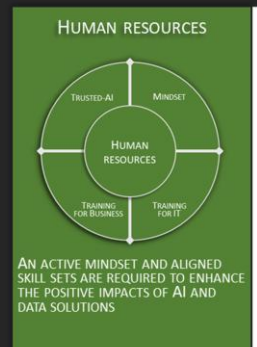 HUMAN RESOURCES
TRUSTED-AI
MINDSET
HUMAN
RESOURCES
TRAINING
FOR BUSINESS
TRAINING
FOR IT
AN ACTIVE MINDSET AND ALIGNED
SKILL SETS ARE REQUIRED TO ENHANCE
THE POSITIVE IMPACTS OF AI AND
DATA SOLUTIONS